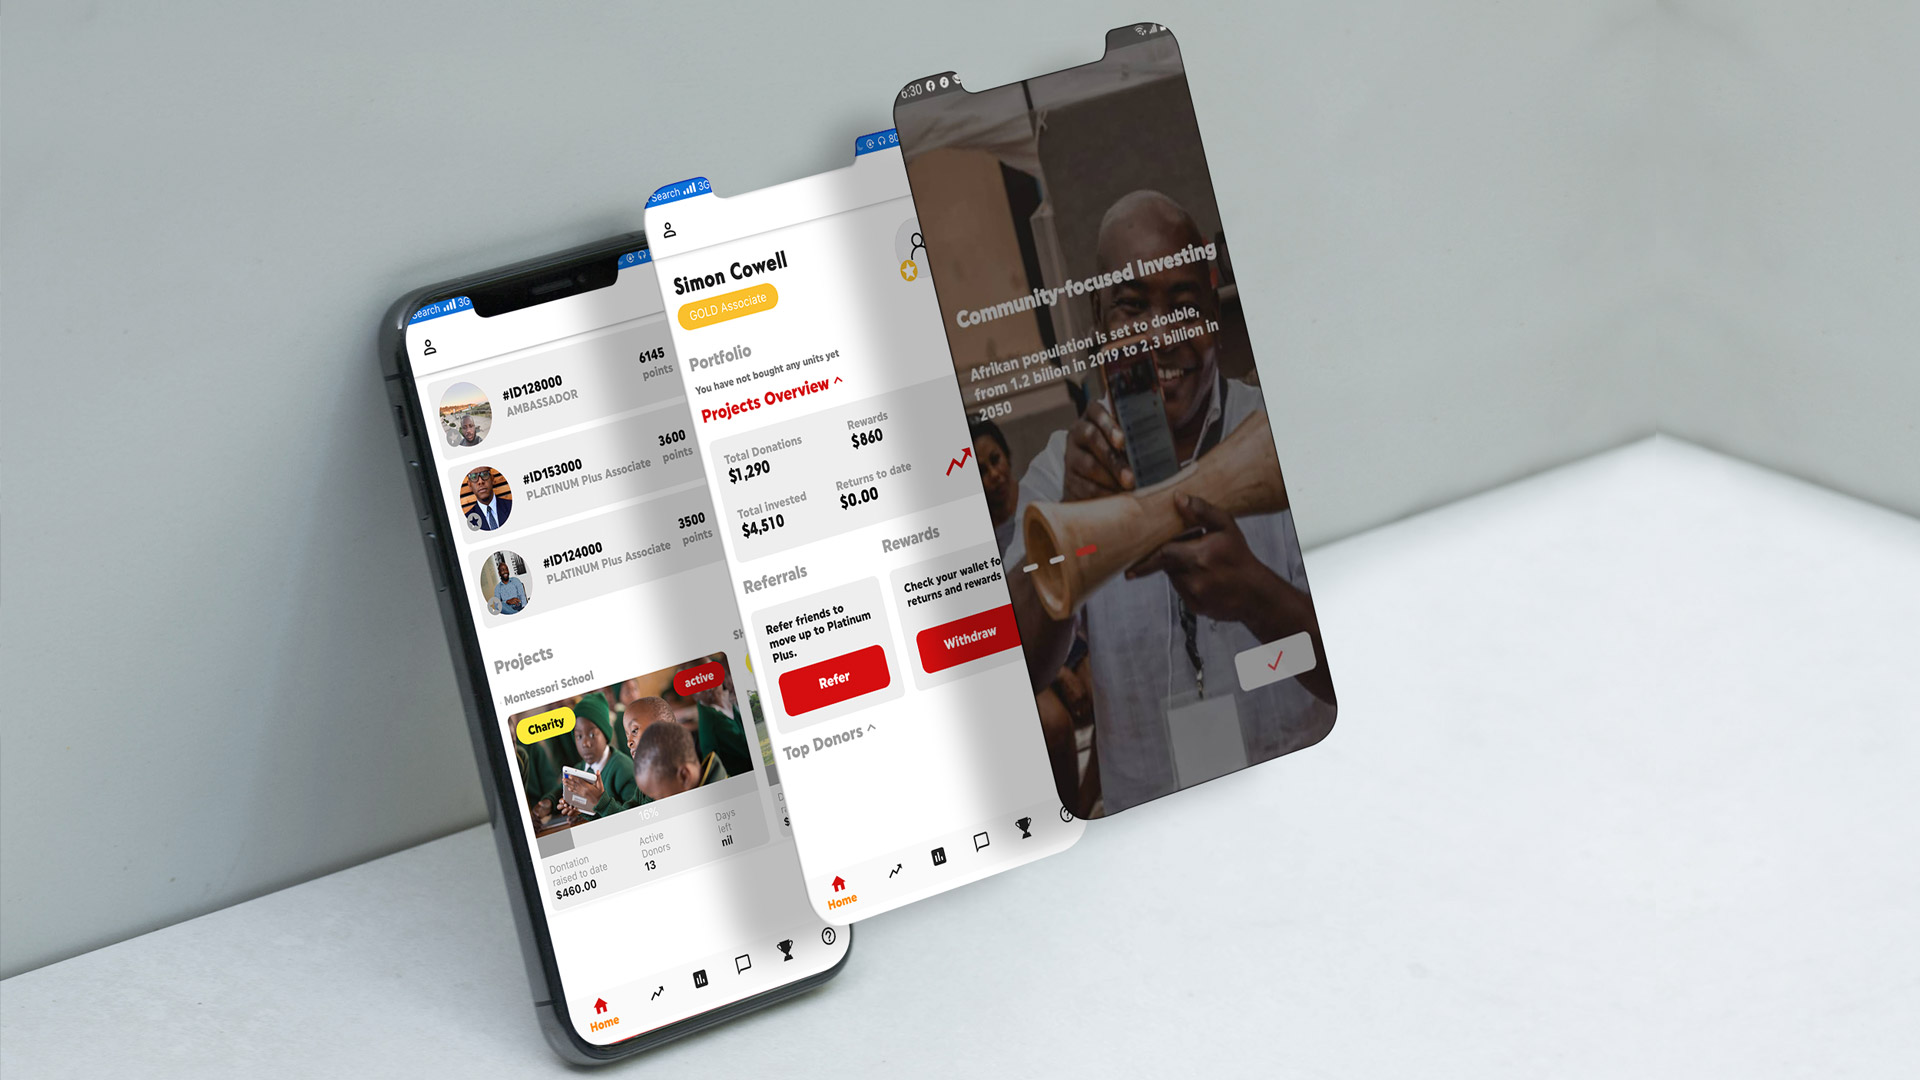 Search 3G
#ID128000
AMBASSADOR
6145
points
#ID153000
PLATINUM Plus Associate
3600
points
#ID124000
PLATINUM Plus Associate
3500
points
Projects
Montessori School
Charity
active
16%
Dontation
raised to date
$460.00
Active
Donors
13
Days
left
nil
Home
Search 3G
80
Simon Cowell
GOLD Associate
Portfolio
You have not bought any units yet
Projects Overview
Total Donations
$1,290
Rewards
$860
Total invested
$4,510
Returns to date
$0.00
Referrals
Refer friends to
move up to Platinum
Plus.
Refer
Rewards
Check your wallet fo
returns and rewards
Withdraw
Top Donors
Home
6:30
Community-focused Investing
Afrikan population is set to double,
from 1.2 bilion in 2019 to 2.3 billion in
2050